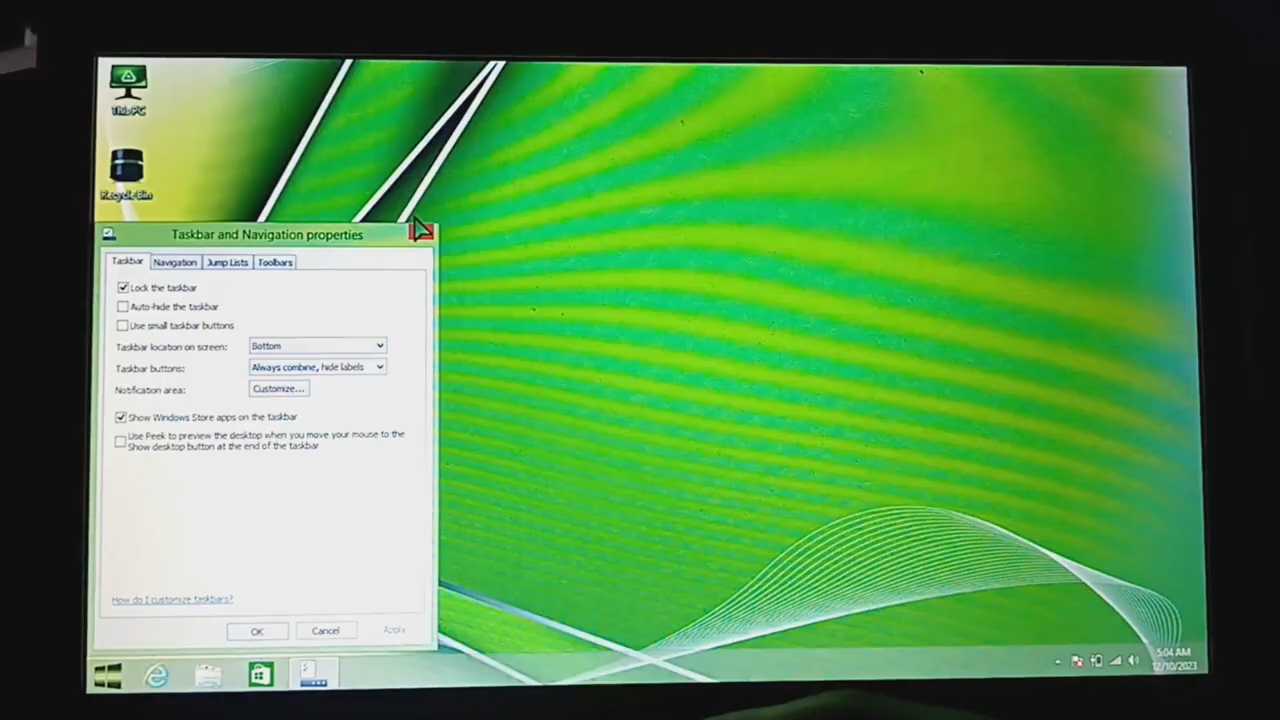 This PC
Recycle Bin
Taskbar and Navigation properties
Taskbar Navigation Jump Lists Toolbars
Lock the taskbar
Auto-hide the taskbar
Use small taskbar buttons
Taskbar location on screen: Bottom
Taskbar buttons: Always combine, hide labels
Notification area: Customize...
Show Windows Store apps on the taskbar
Use Peek to preview the desktop when you move your mouse to the
Show desktop button at the end of the taskbar
How do I customize taskbars?
OK Cancel Apply
5:04 AM
12/10/2023